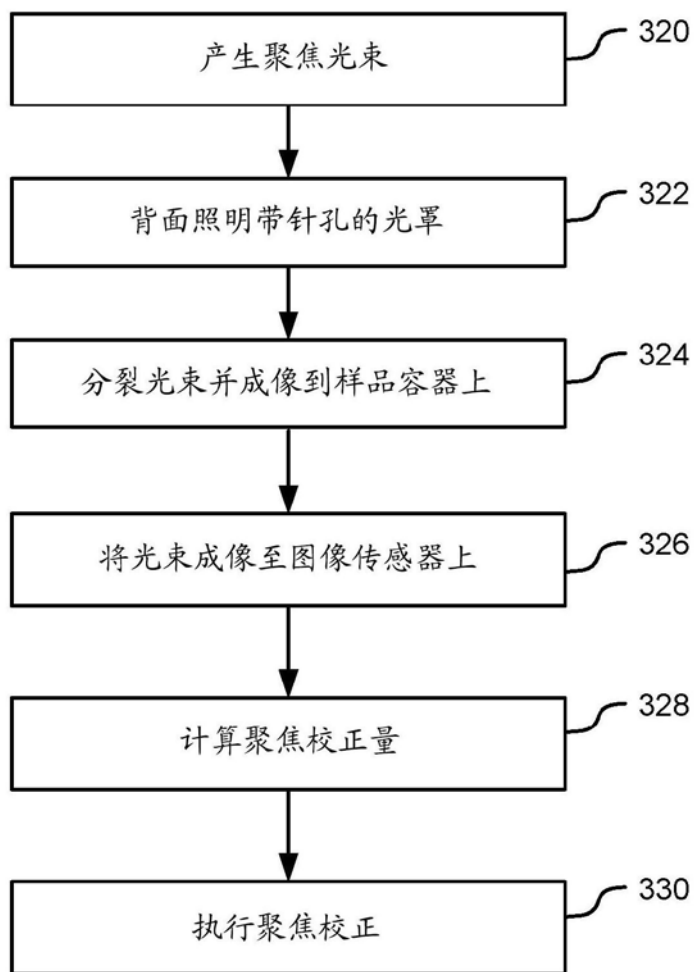 产生聚焦光束
320
背面照明带针孔的光罩
322
分裂光束并成像到样品容器上
324
将光束成像至图像传感器上
326
计算聚焦校正量
328
执行聚焦校正
330